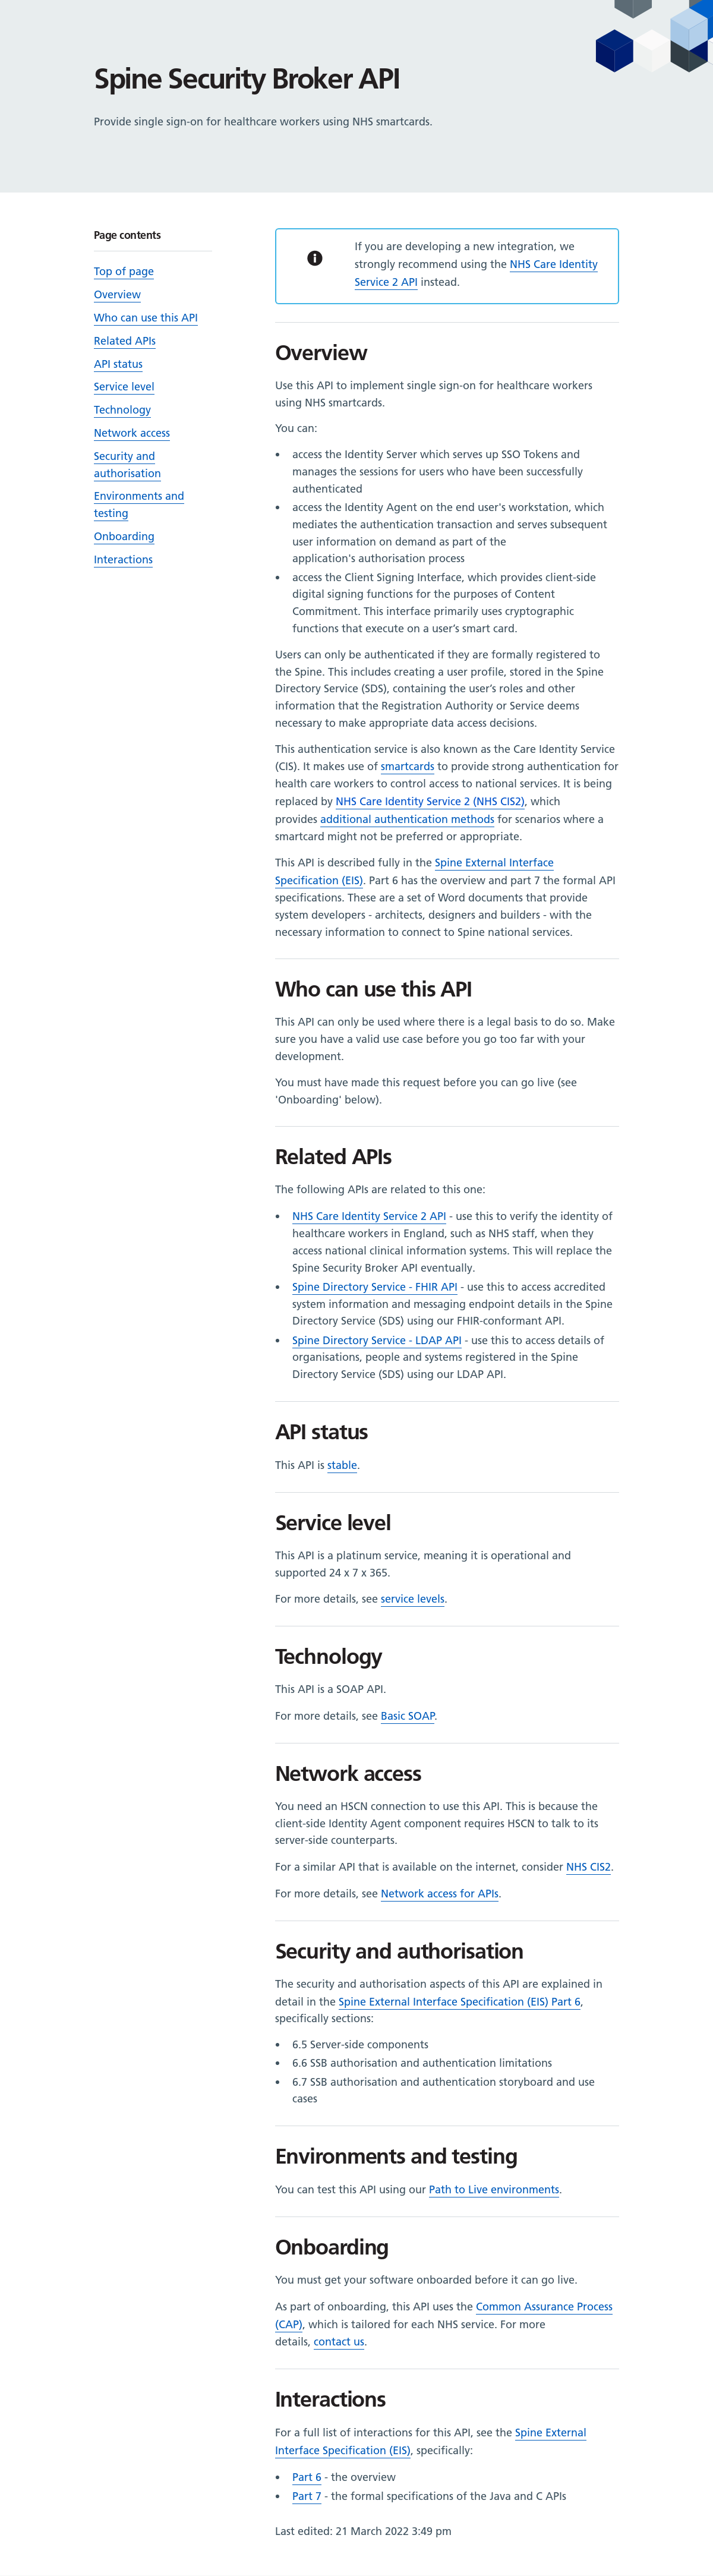 Spine Security Broker API
Provide single sign-on for healthcare workers using NHS smartcards.
Page contents
Top of page
Overview
Who can use this API
Related APIs
API status
Service level
Technology
Network access
Security and
authorisation
Environments and
testing
Onboarding
Interactions
If you are developing a new integration, we
strongly recommend using the NHS Care Identity
Service 2 API instead.
Overview
Use this API to implement single sign-on for healthcare workers
using NHS smartcards.
You can:
• access the Identity Server which serves up SSO Tokens and
manages the sessions for users who have been successfully
authenticated
• access the Identity Agent on the end user's workstation, which
mediates the authentication transaction and serves subsequent
user information on demand as part of the
application's authorisation process
• access the Client Signing Interface, which provides client-side
digital signing functions for the purposes of Content
Commitment. This interface primarily uses cryptographic
functions that execute on a user’s smart card.
Users can only be authenticated if they are formally registered to
the Spine. This includes creating a user profile, stored in the Spine
Directory Service (SDS), containing the user’s roles and other
information that the Registration Authority or Service deems
necessary to make appropriate data access decisions.
This authentication service is also known as the Care Identity Service
(CIS). It makes use of smartcards to provide strong authentication for
health care workers to control access to national services. It is being
replaced by NHS Care Identity Service 2 (NHS CIS2), which
provides additional authentication methods for scenarios where a
smartcard might not be preferred or appropriate.
This API is described fully in the Spine External Interface
Specification (EIS). Part 6 has the overview and part 7 the formal API
specifications. These are a set of Word documents that provide
system developers - architects, designers and builders - with the
necessary information to connect to Spine national services.
Who can use this API
This API can only be used where there is a legal basis to do so. Make
sure you have a valid use case before you go too far with your
development.
You must have made this request before you can go live (see
'Onboarding' below).
Related APIs
The following APIs are related to this one:
• NHS Care Identity Service 2 API - use this to verify the identity of
healthcare workers in England, such as NHS staff, when they
access national clinical information systems. This will replace the
Spine Security Broker API eventually.
• Spine Directory Service - FHIR API - use this to access accredited
system information and messaging endpoint details in the Spine
Directory Service (SDS) using our FHIR-conformant API.
• Spine Directory Service - LDAP API - use this to access details of
organisations, people and systems registered in the Spine
Directory Service (SDS) using our LDAP API.
API status
This API is stable.
Service level
This API is a platinum service, meaning it is operational and
supported 24 x 7 x 365.
For more details, see service levels.
Technology
This API is a SOAP API.
For more details, see Basic SOAP.
Network access
You need an HSCN connection to use this API. This is because the
client-side Identity Agent component requires HSCN to talk to its
server-side counterparts.
For a similar API that is available on the internet, consider NHS CIS2.
For more details, see Network access for APIs.
Security and authorisation
The security and authorisation aspects of this API are explained in
detail in the Spine External Interface Specification (EIS) Part 6,
specifically sections:
• 6.5 Server-side components
• 6.6 SSB authorisation and authentication limitations
• 6.7 SSB authorisation and authentication storyboard and use
cases
Environments and testing
You can test this API using our Path to Live environments.
Onboarding
You must get your software onboarded before it can go live.
As part of onboarding, this API uses the Common Assurance Process
(CAP), which is tailored for each NHS service. For more
details, contact us.
Interactions
For a full list of interactions for this API, see the Spine External
Interface Specification (EIS), specifically:
• Part 6 - the overview
• Part 7 - the formal specifications of the Java and C APIs
Last edited: 21 March 2022 3:49 pm